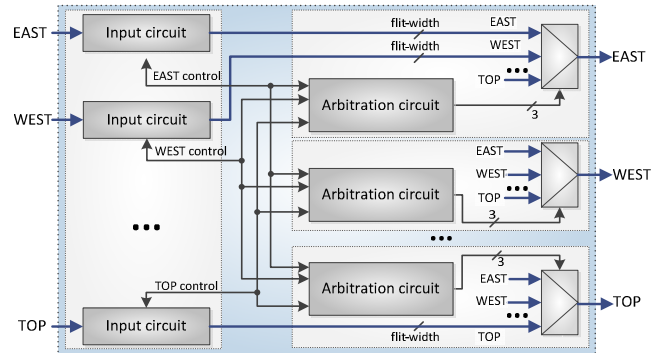 flit-width EAST
EAST Input circuit
flit-width WEST
EAST
EAST control
TOP
Arbitration circuit
3
WEST Input circuit
WEST control
EAST
WEST WEST
Arbitration circuit
TOP
3
3
TOP control
Arbitration circuit
EAST
WEST TOP
TOP Input circuit
flit-width TOP